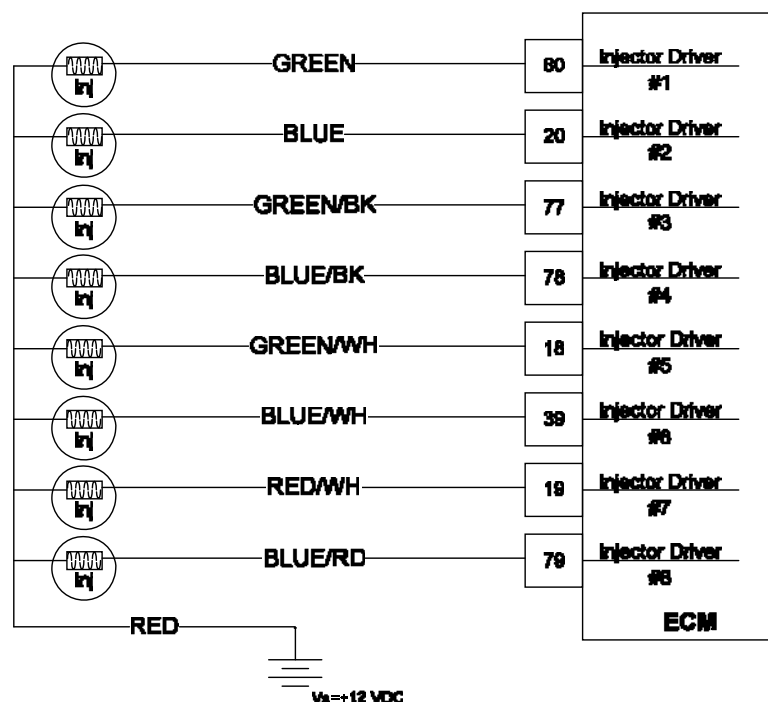 GREEN 80 Injector Driver
Inj #1
BLUE 20 Injector Driver
Inj #2
GREEN/BK 77 Injector Driver
Inj #3
BLUE/BK 78 Injector Driver
Inj #4
GREEN/WH 18 Injector Driver
Inj #5
BLUE/WH 39 Injector Driver
Inj #6
RED/WH 19 Injector Driver
Inj #7
BLUE/RD 79 Injector Driver
Inj #8
RED ECM
Vs=+12 VDC